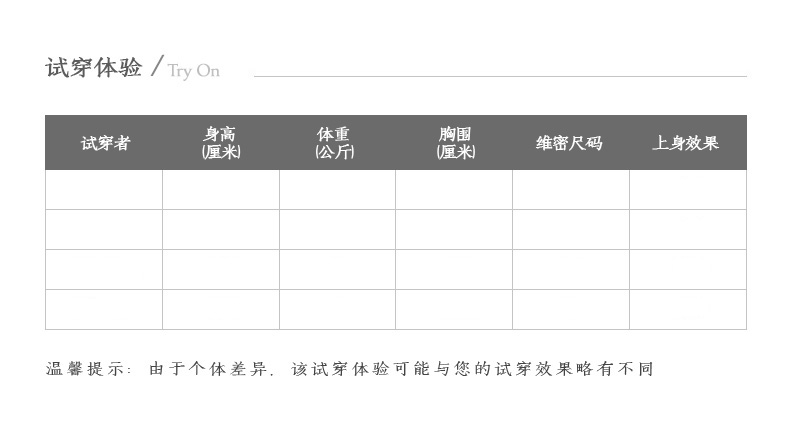 试穿体验 / Try On
试穿者 身高 (厘米) 体重 (公斤) 胸围 (厘米) 维密尺码 上身效果
温馨提示: 由于个体差异, 该试穿体验可能与您的试穿效果略有不同